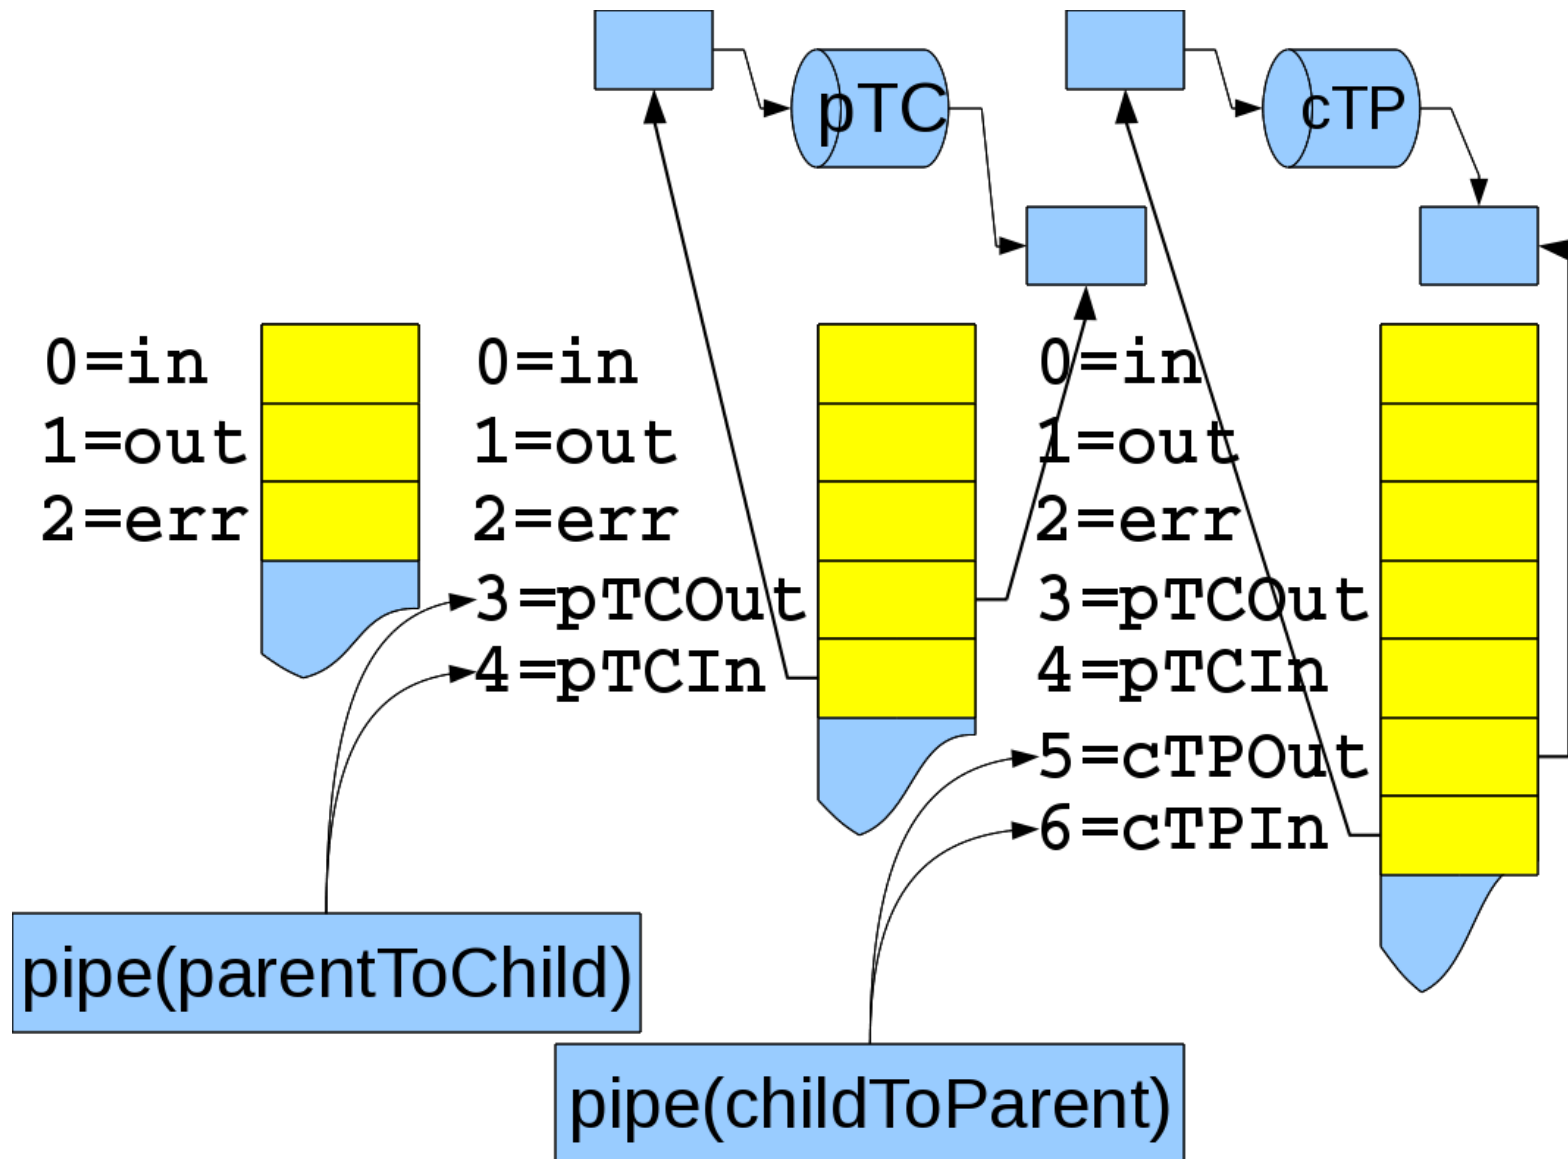 pTC
cTP
0=in
1=out
2=err
0=in
1=out
2=err
3=pTCOut
4=pTCIn
0=in
1=out
2=err
3=pTCOut
4=pTCIn
5=cTPOut
6=cTPIn
pipe(parentToChild)
pipe(childToParent)